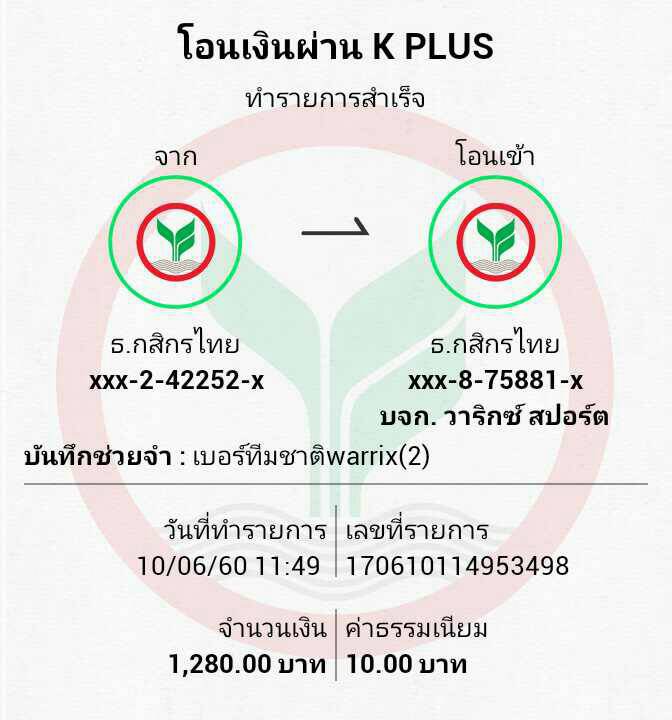 โอนเงินผ่าน K PLUS
ทำรายการสำเร็จ
จาก
โอนเข้า
ธ.กสิกรไทย
xxx-2-42252-x
ธ.กสิกรไทย
xxx-8-75881-x
บจก. วาริกซ์ สปอร์ต
บันทึกช่วยจำ : เบอร์ทีมชาติwarrix(2)
วันที่ทำรายการ
10/06/60 11:49
เลขที่รายการ
170610114953498
จำนวนเงิน
1,280.00 บาท
ค่าธรรมเนียม
10.00 บาท